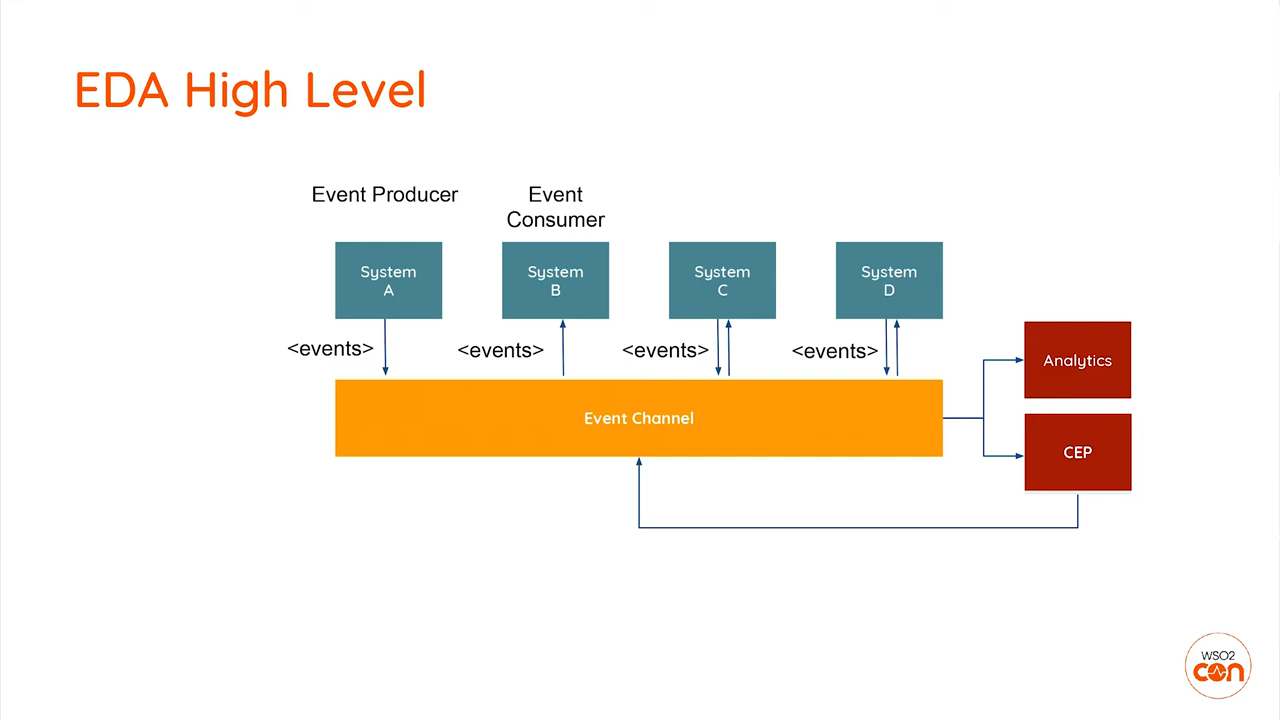 EDA High Level
Event Producer
Event
Consumer
System
A
System
B
System
C
System
D
<events>
<events>
<events>
<events>
Event Channel
Analytics
CEP
WSO2
con